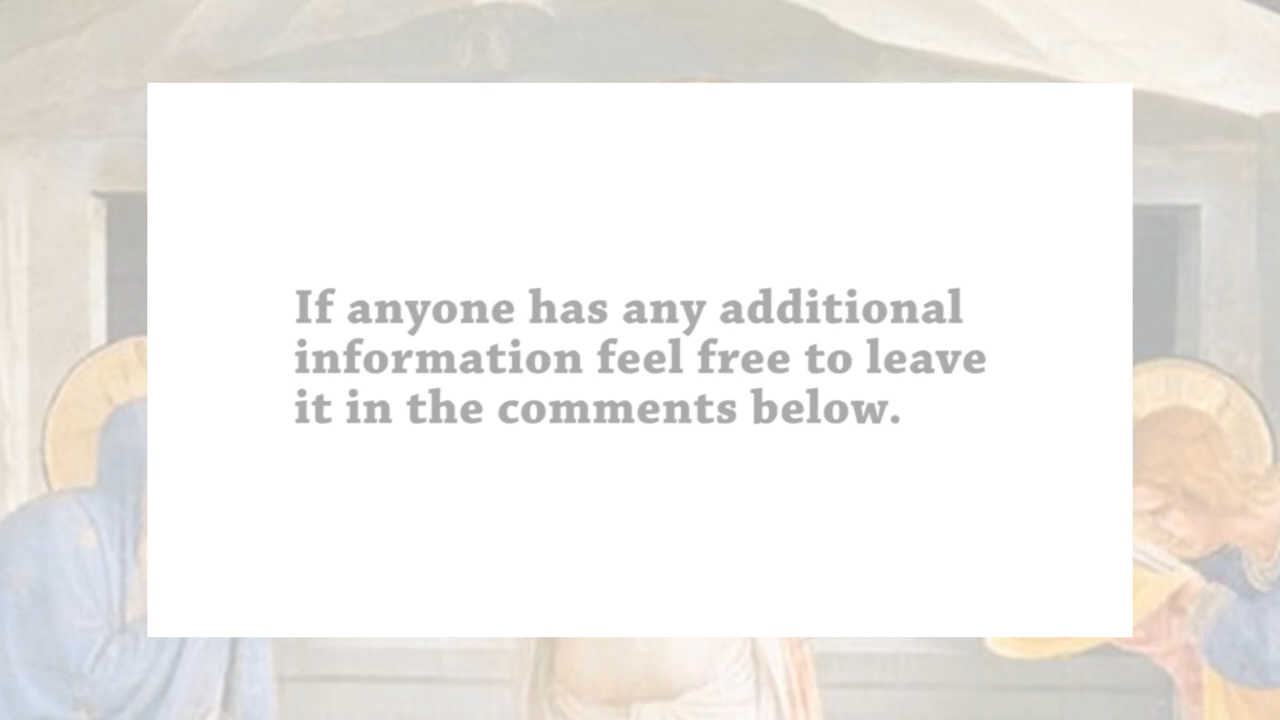 If anyone has any additional
information feel free to leave
it in the comments below.